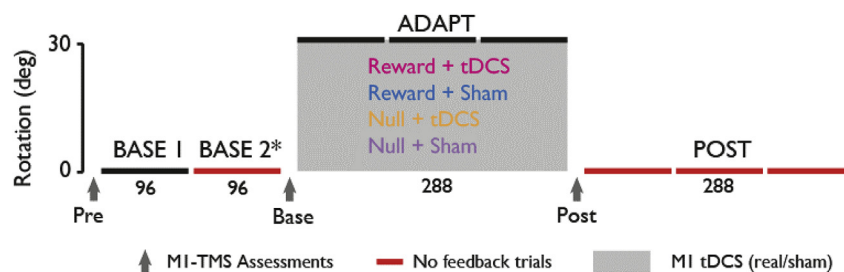 ADAPT
30
Rotation (deg)
Reward + tDCS
Reward + Sham
Null + tDCS
Null + Sham
BASE 1
BASE 2*
POST
0
96
96
288
288
Pre
Base
Post
M1-TMS Assessments
No feedback trials
M1 tDCS (real/sham)